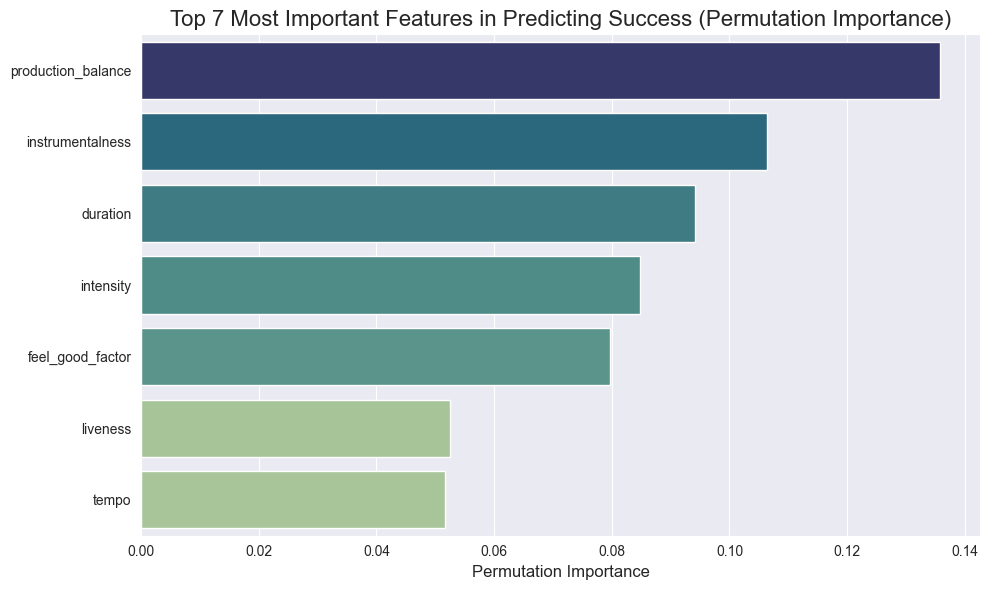 Top 7 Most Important Features in Predicting Success (Permutation Importance)
production_balance
instrumentalness
duration
intensity
feel_good_factor
liveness
tempo
0.00 0.02 0.04 0.06 0.08 0.10 0.12 0.14
Permutation Importance